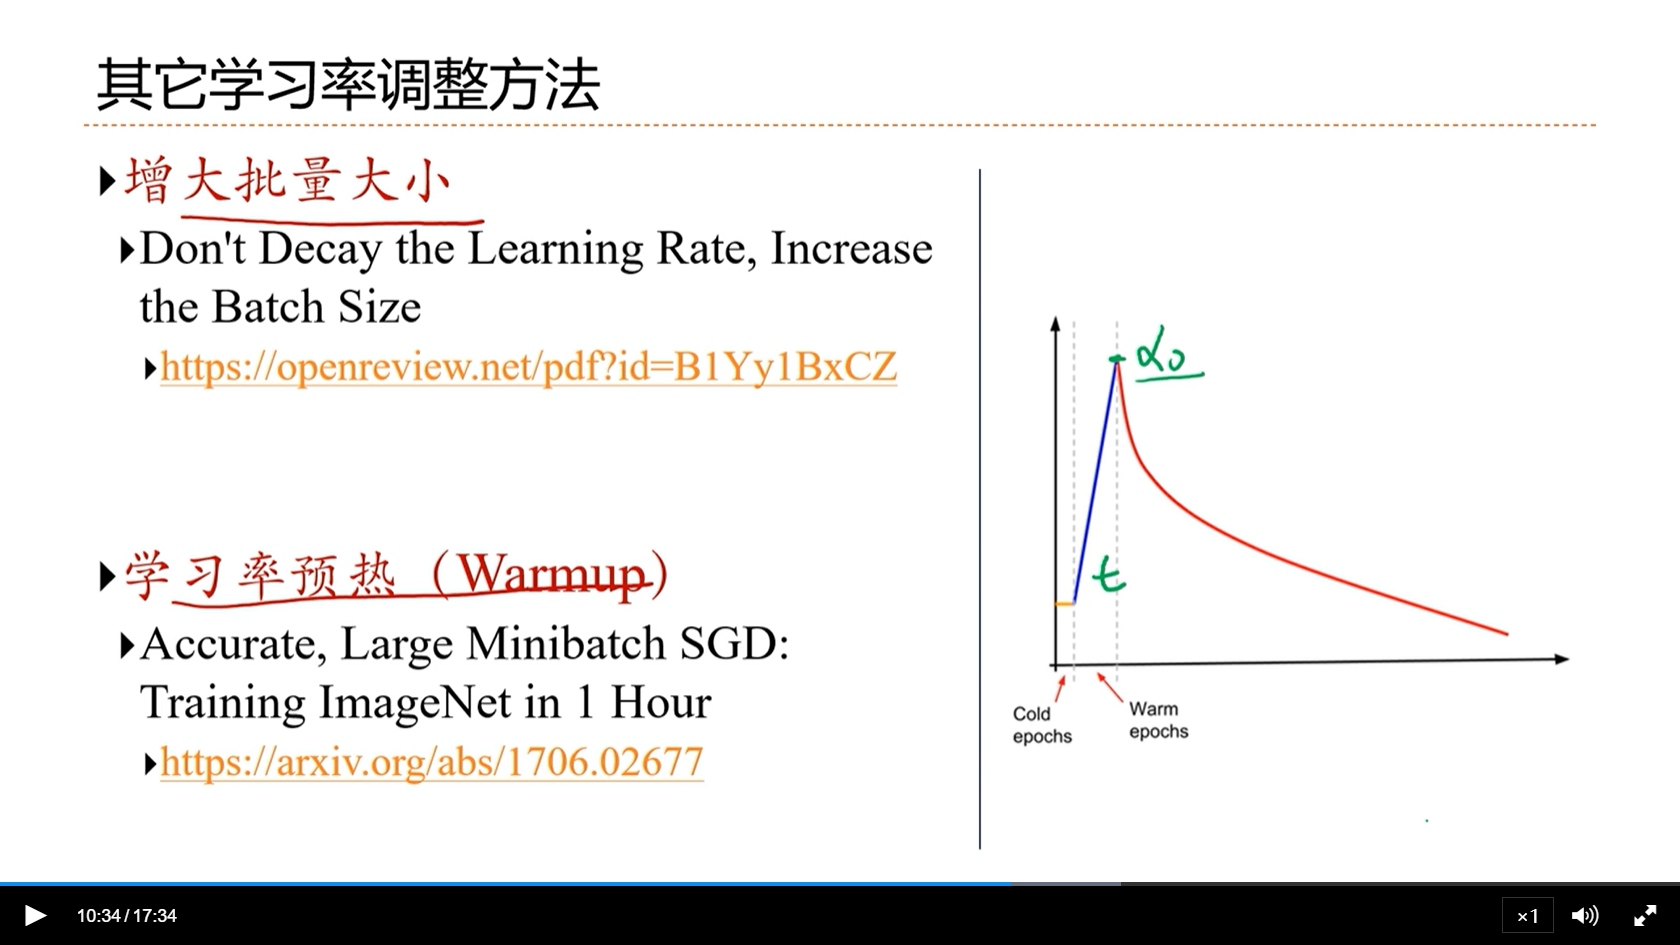 其它学习率调整方法
增大批量大小
Don't Decay the Learning Rate, Increase
the Batch Size
https://openreview.net/pdf?id=B1Yy1BxCZ
学习率预热（Warmup）
Accurate, Large Minibatch SGD:
Training ImageNet in 1 Hour
https://arxiv.org/abs/1706.02677
α0
t
Cold
epochs
Warm
epochs
10:34/17:34
×1